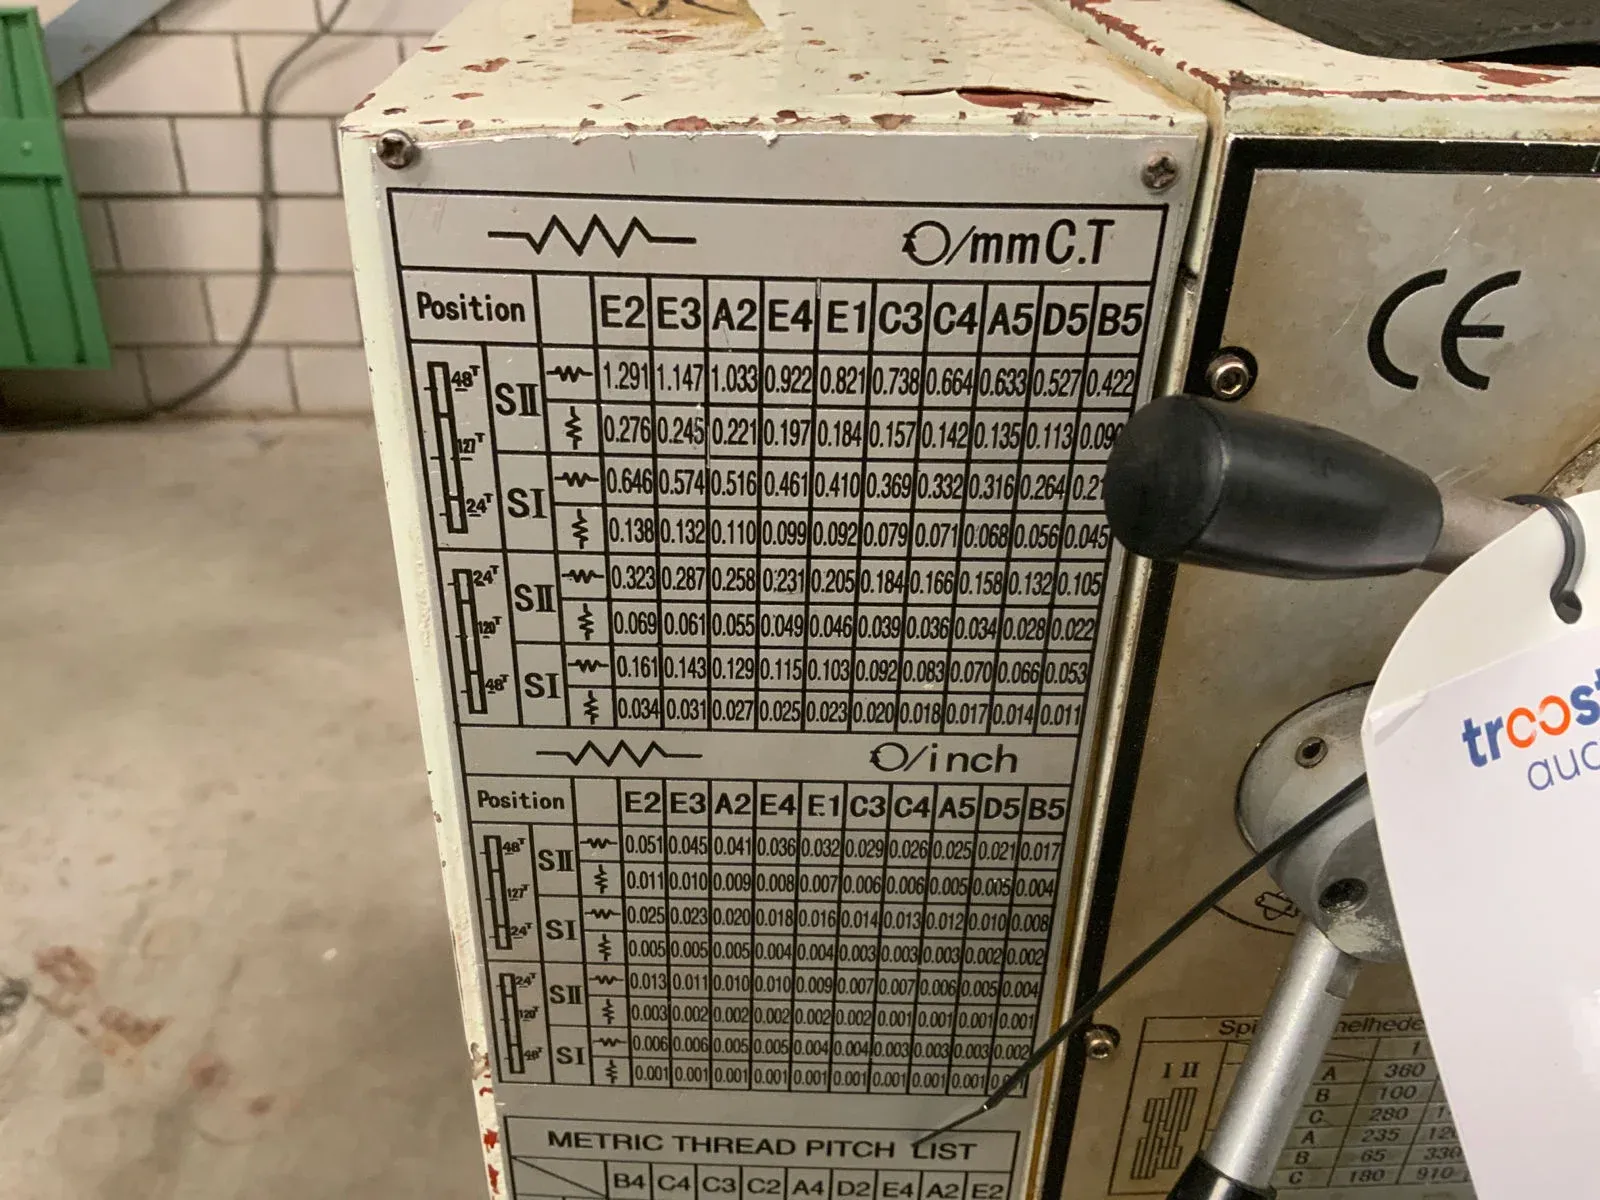 /mm C.T
Position E2 E3 A2 E4 E1 C3 C4 A5 D5 B5
48T 127T 24T
SII 1.291 1.147 1.033 0.922 0.821 0.738 0.664 0.633 0.527 0.422
0.276 0.245 0.221 0.197 0.184 0.157 0.142 0.135 0.113
SI 0.646 0.574 0.516 0.461 0.410 0.369 0.332 0.316 0.264
0.138 0.132 0.110 0.099 0.092 0.079 0.071 0.068 0.056 0.045
24T 120T 48T
SII 0.323 0.287 0.258 0.231 0.205 0.184 0.166 0.158 0.132 0.105
0.069 0.061 0.055 0.049 0.046 0.039 0.036 0.034 0.028 0.022
SI 0.161 0.143 0.129 0.115 0.103 0.092 0.083 0.070 0.066 0.053
0.034 0.031 0.027 0.025 0.023 0.020 0.018 0.017 0.014 0.011
/inch
Position E2 E3 A2 E4 E1 C3 C4 A5 D5 B5
48T 127T 24T
SII 0.051 0.045 0.041 0.036 0.032 0.029 0.026 0.025 0.021 0.017
0.011 0.010 0.009 0.008 0.007 0.006 0.006 0.005 0.005 0.004
SI 0.025 0.023 0.020 0.018 0.016 0.014 0.013 0.012 0.010 0.008
0.005 0.005 0.005 0.004 0.004 0.003 0.003 0.003 0.002 0.002
24T 120T 48T
SII 0.013 0.011 0.010 0.010 0.009 0.007 0.007 0.006 0.005 0.004
0.003 0.002 0.002 0.002 0.002 0.002 0.001 0.001 0.001 0.001
SI 0.006 0.006 0.005 0.005 0.004 0.004 0.003 0.003 0.003 0.002
0.001 0.001 0.001 0.001 0.001 0.001 0.001 0.001 0.001
METRIC THREAD PITCH LIST
B4 C4 C3 C2 A4 D2 E4 A2 E2
CE
I II
A 360
B 100
C 280
A 235
B 65 330
C 180 910